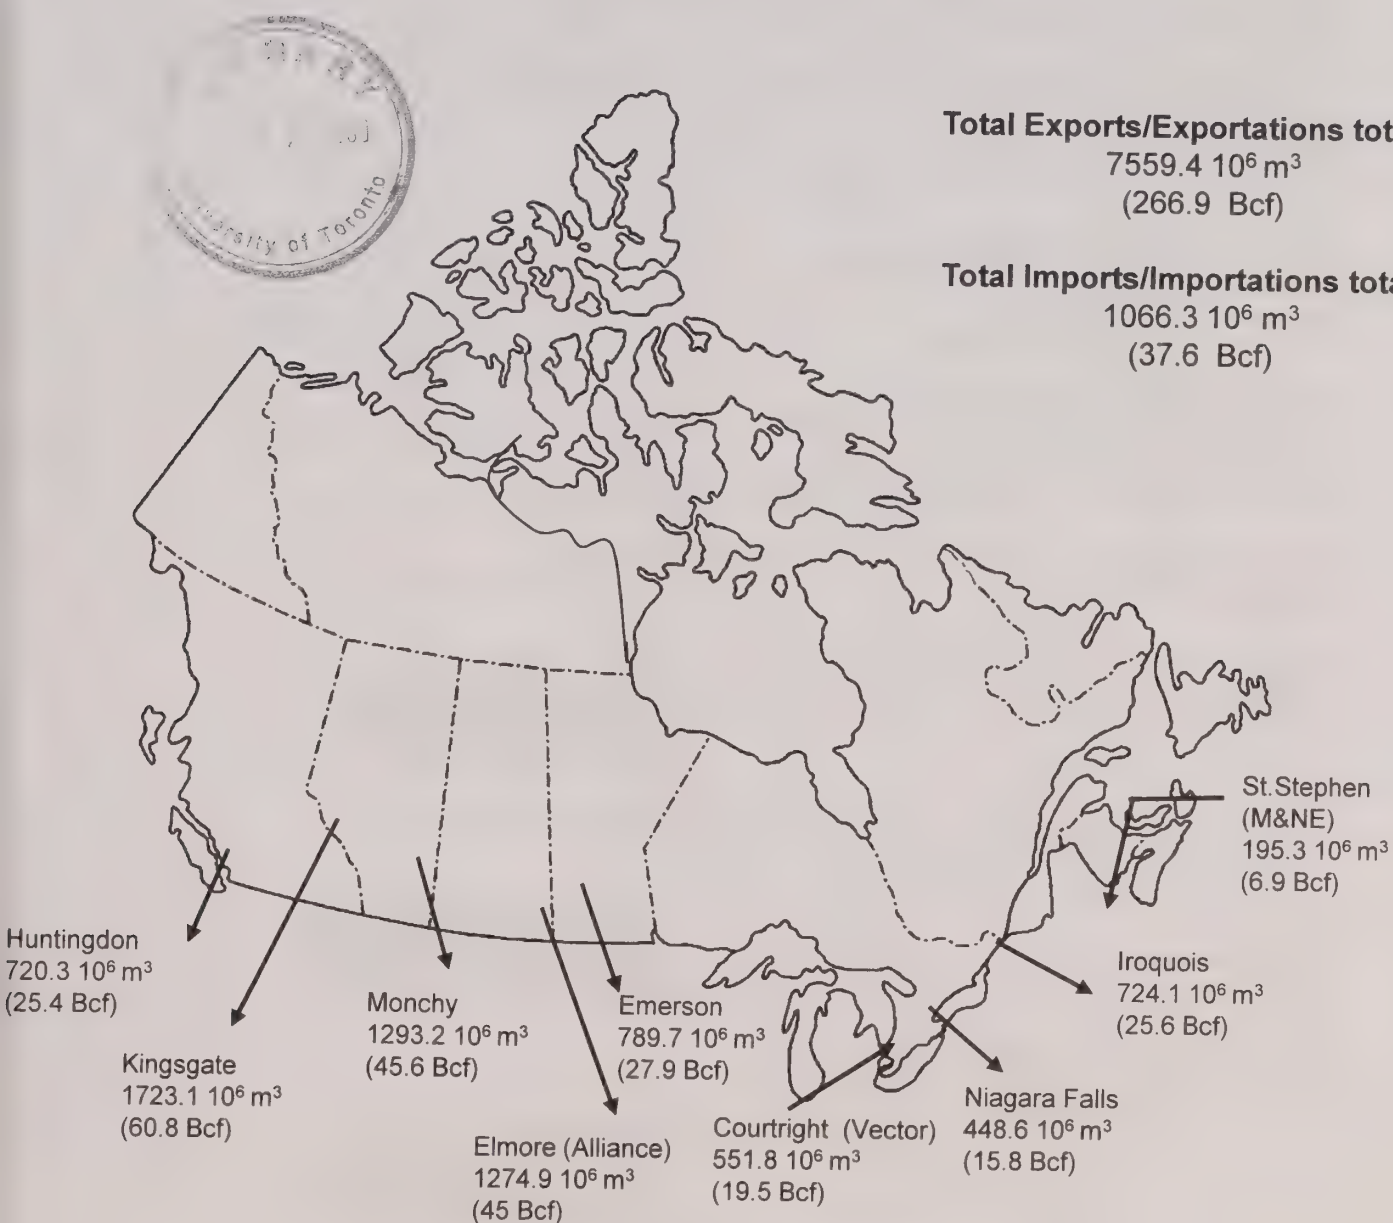 University of Toronto
Total Exports/Exportations tot
7559.4 10⁶ m³
(266.9 Bcf)
Total Imports/Importations tota
1066.3 10⁶ m³
(37.6 Bcf)
St.Stephen
(M&NE)
195.3 10⁶ m³
(6.9 Bcf)
Huntingdon
720.3 10⁶ m³
(25.4 Bcf)
Kingsgate
1723.1 10⁶ m³
(60.8 Bcf)
Monchy
1293.2 10⁶ m³
(45.6 Bcf)
Elmore (Alliance)
1274.9 10⁶ m³
(45 Bcf)
Emerson
789.7 10⁶ m³
(27.9 Bcf)
Courtright (Vector)
551.8 10⁶ m³
(19.5 Bcf)
Niagara Falls
448.6 10⁶ m³
(15.8 Bcf)
Iroquois
724.1 10⁶ m³
(25.6 Bcf)